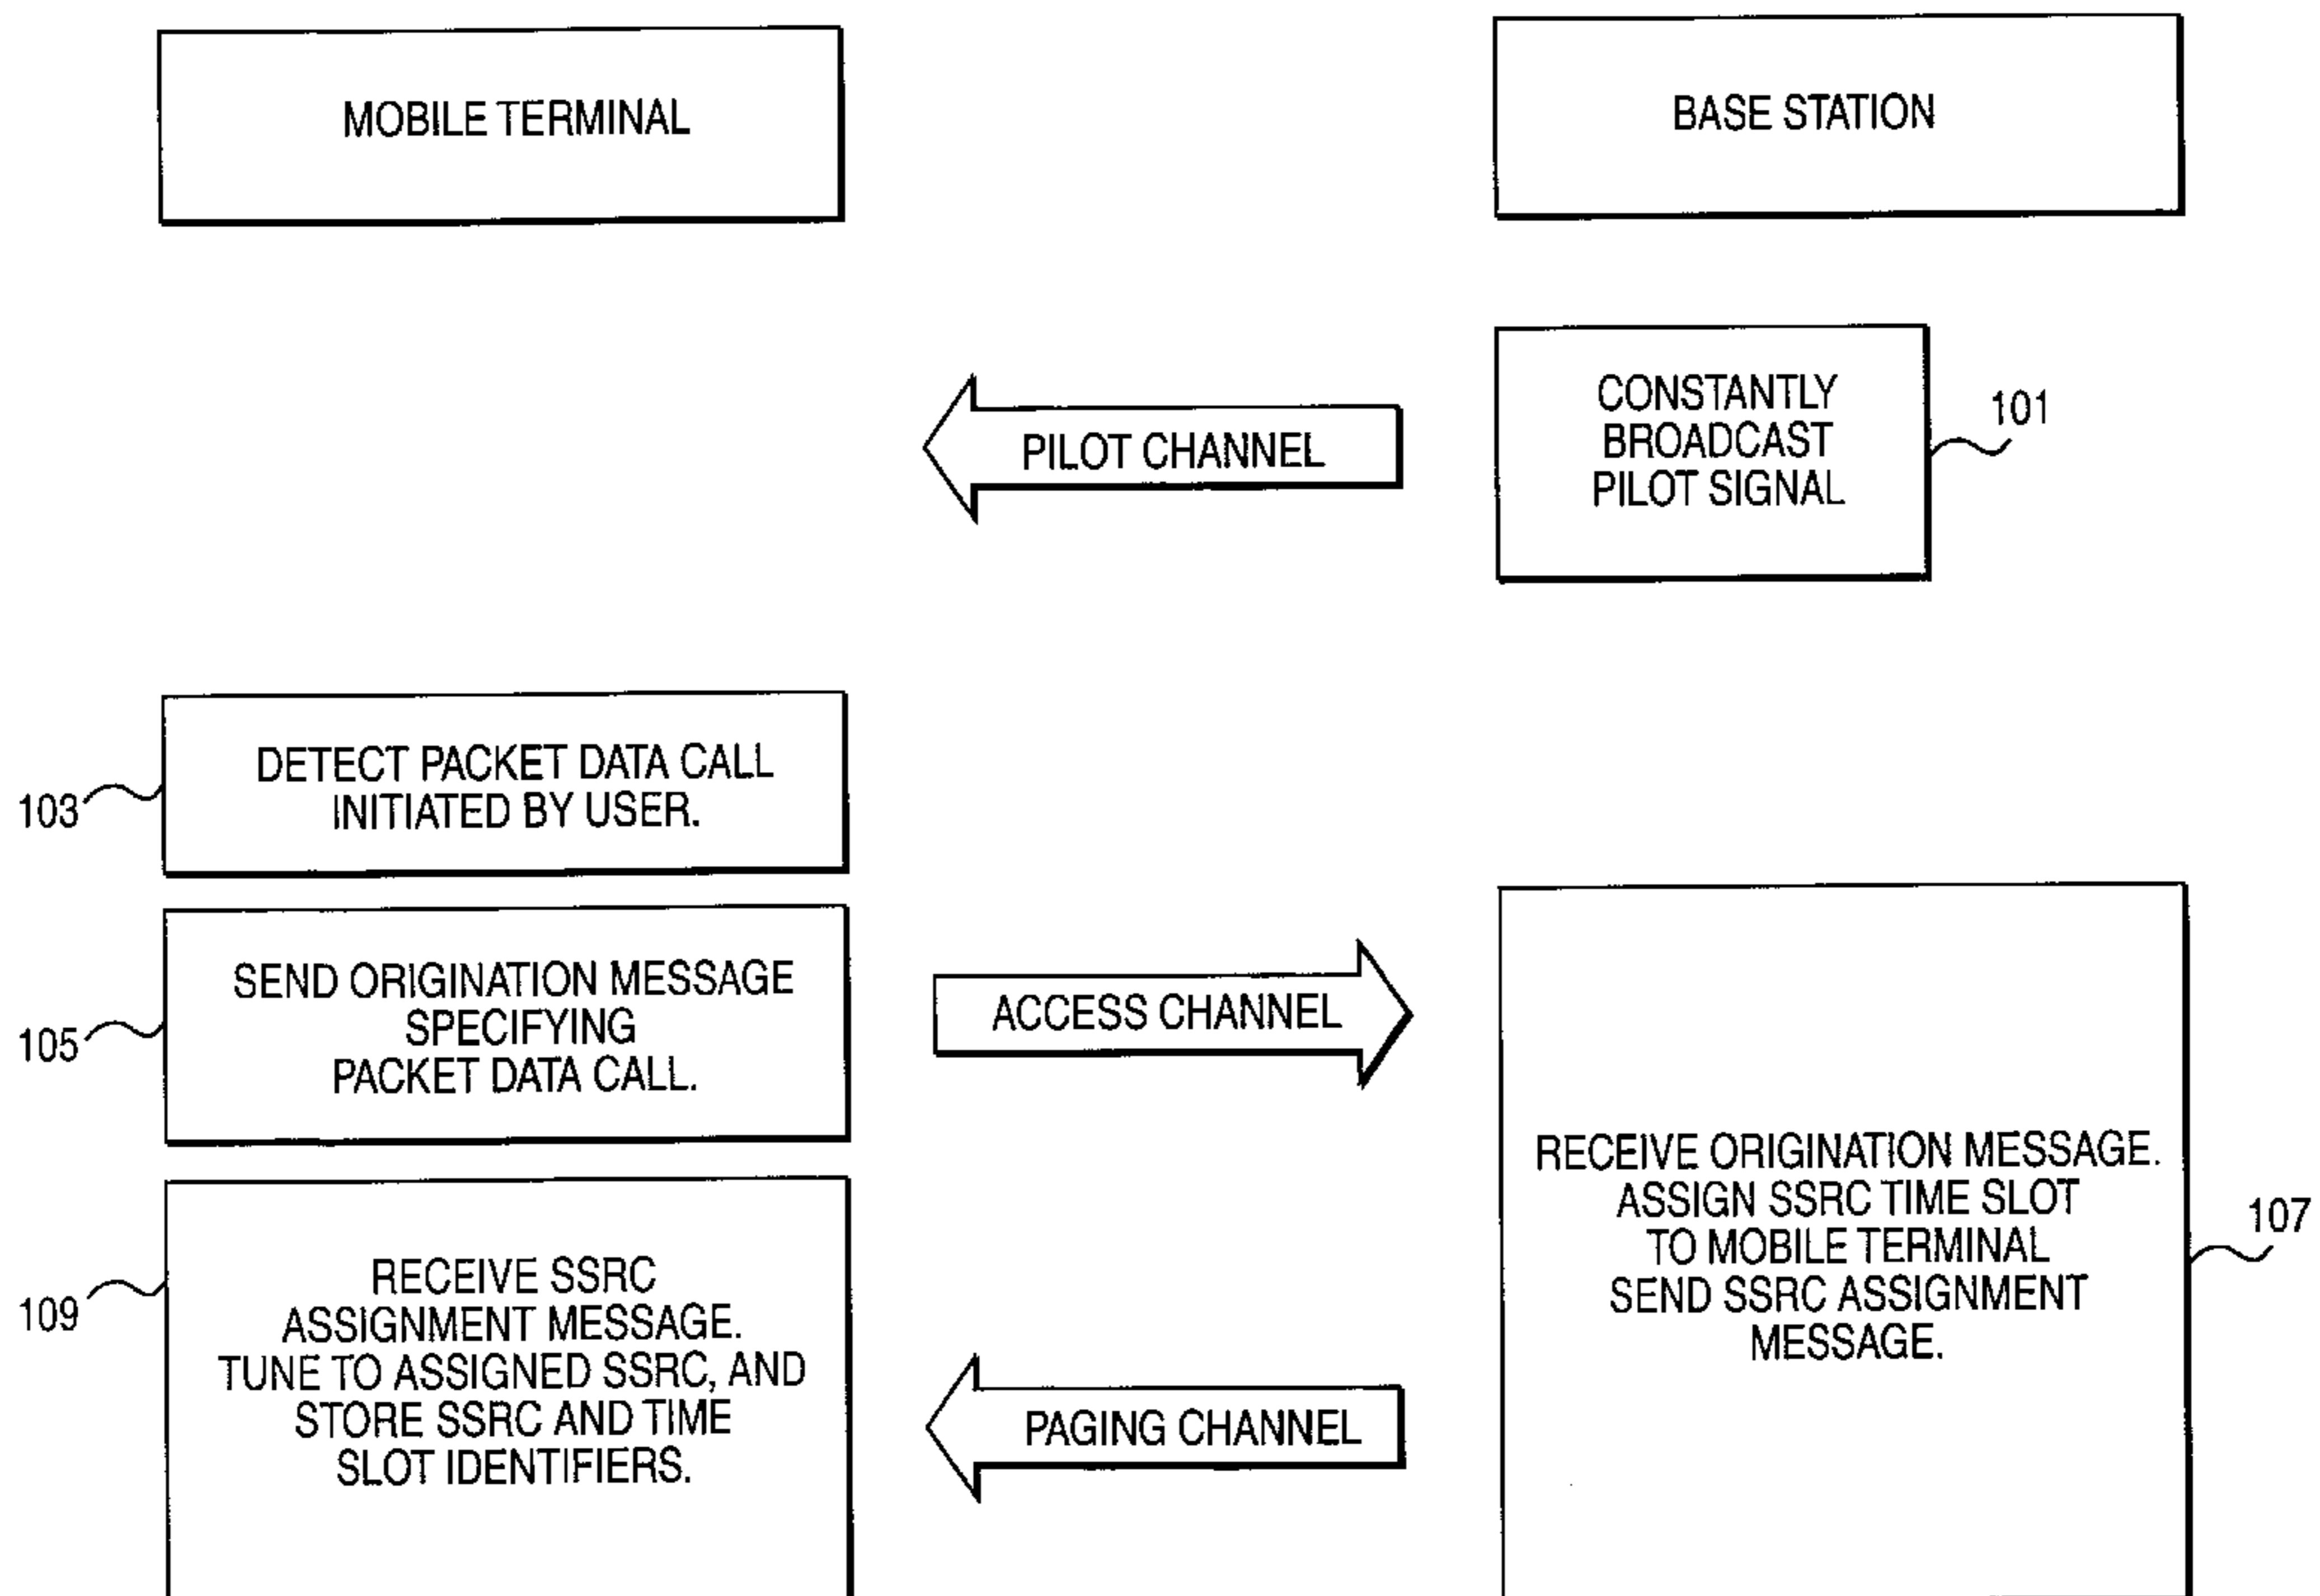 MOBILE TERMINAL
BASE STATION
CONSTANTLY
BROADCAST
PILOT SIGNAL
101
PILOT CHANNEL
DETECT PACKET DATA CALL
INITIATED BY USER.
103
SEND ORIGINATION MESSAGE
SPECIFYING
PACKET DATA CALL.
105
ACCESS CHANNEL
RECEIVE ORIGINATION MESSAGE.
ASSIGN SSRC TIME SLOT
TO MOBILE TERMINAL
SEND SSRC ASSIGNMENT
MESSAGE.
107
RECEIVE SSRC
ASSIGNMENT MESSAGE.
TUNE TO ASSIGNED SSRC, AND
STORE SSRC AND TIME
SLOT IDENTIFIERS.
109
PAGING CHANNEL